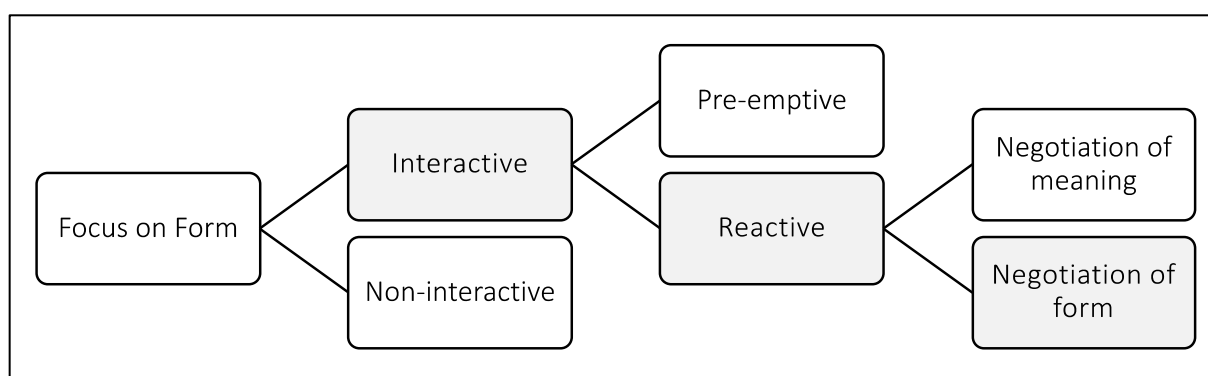 Focus on Form
Interactive
Non-interactive
Pre-emptive
Reactive
Negotiation of
meaning
Negotiation of
form